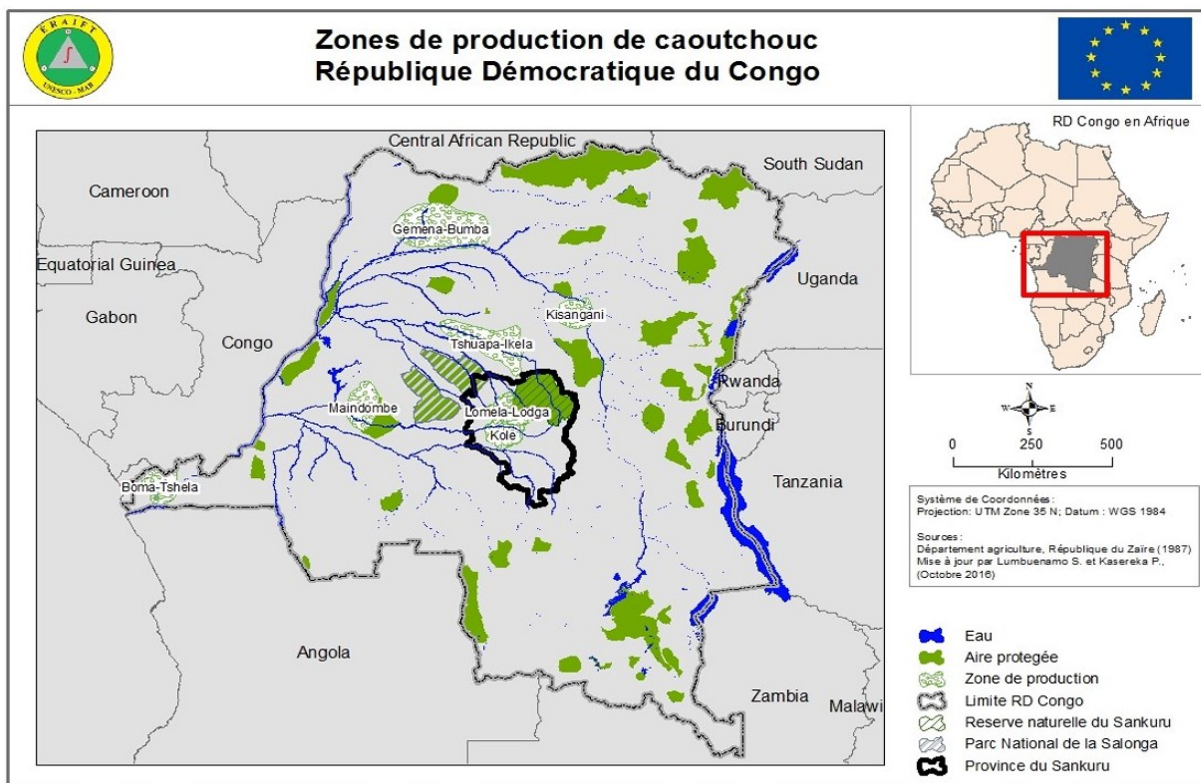 ERAIFT
UNESCO - MAB
Zones de production de caoutchouc
République Démocratique du Congo
RD Congo en Afrique
Central African Republic
South Sudan
Cameroon
Gemena-Bumba
Equatorial Guinea
Uganda
Gabon
Kisangani
Congo
Tshuapa-Ikela
Rwanda
Maindombe
Lomela-Lodga
Burundi
Kole
Boma-Tshela
Tanzania
Angola
Zambia
Malawi
N
W E
S
0 250 500
Kilomètres
Système de Coordonnées :
Projection: UTM Zone 35 N; Datum : WGS 1984
Sources :
Département agriculture, République du Zaïre (1987)
Mise à jour par Lumbuenamo S. et Kasereka P.,
(Octobre 2016)
Eau
Aire protegée
Zone de production
Limite RD Congo
Reserve naturelle du Sankuru
Parc National de la Salonga
Province du Sankuru